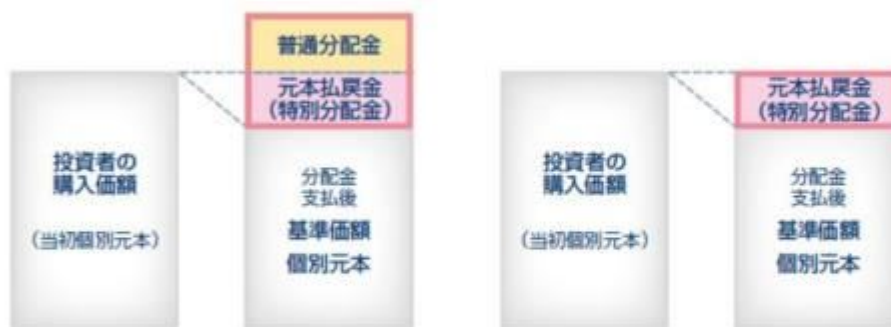 普通分配金
元本払戻金
（特別分配金）
投資者の
購入価額
（当初個別元本）
分配金
支払後
基準価額
個別元本
元本払戻金
（特別分配金）
投資者の
購入価額
（当初個別元本）
分配金
支払後
基準価額
個別元本